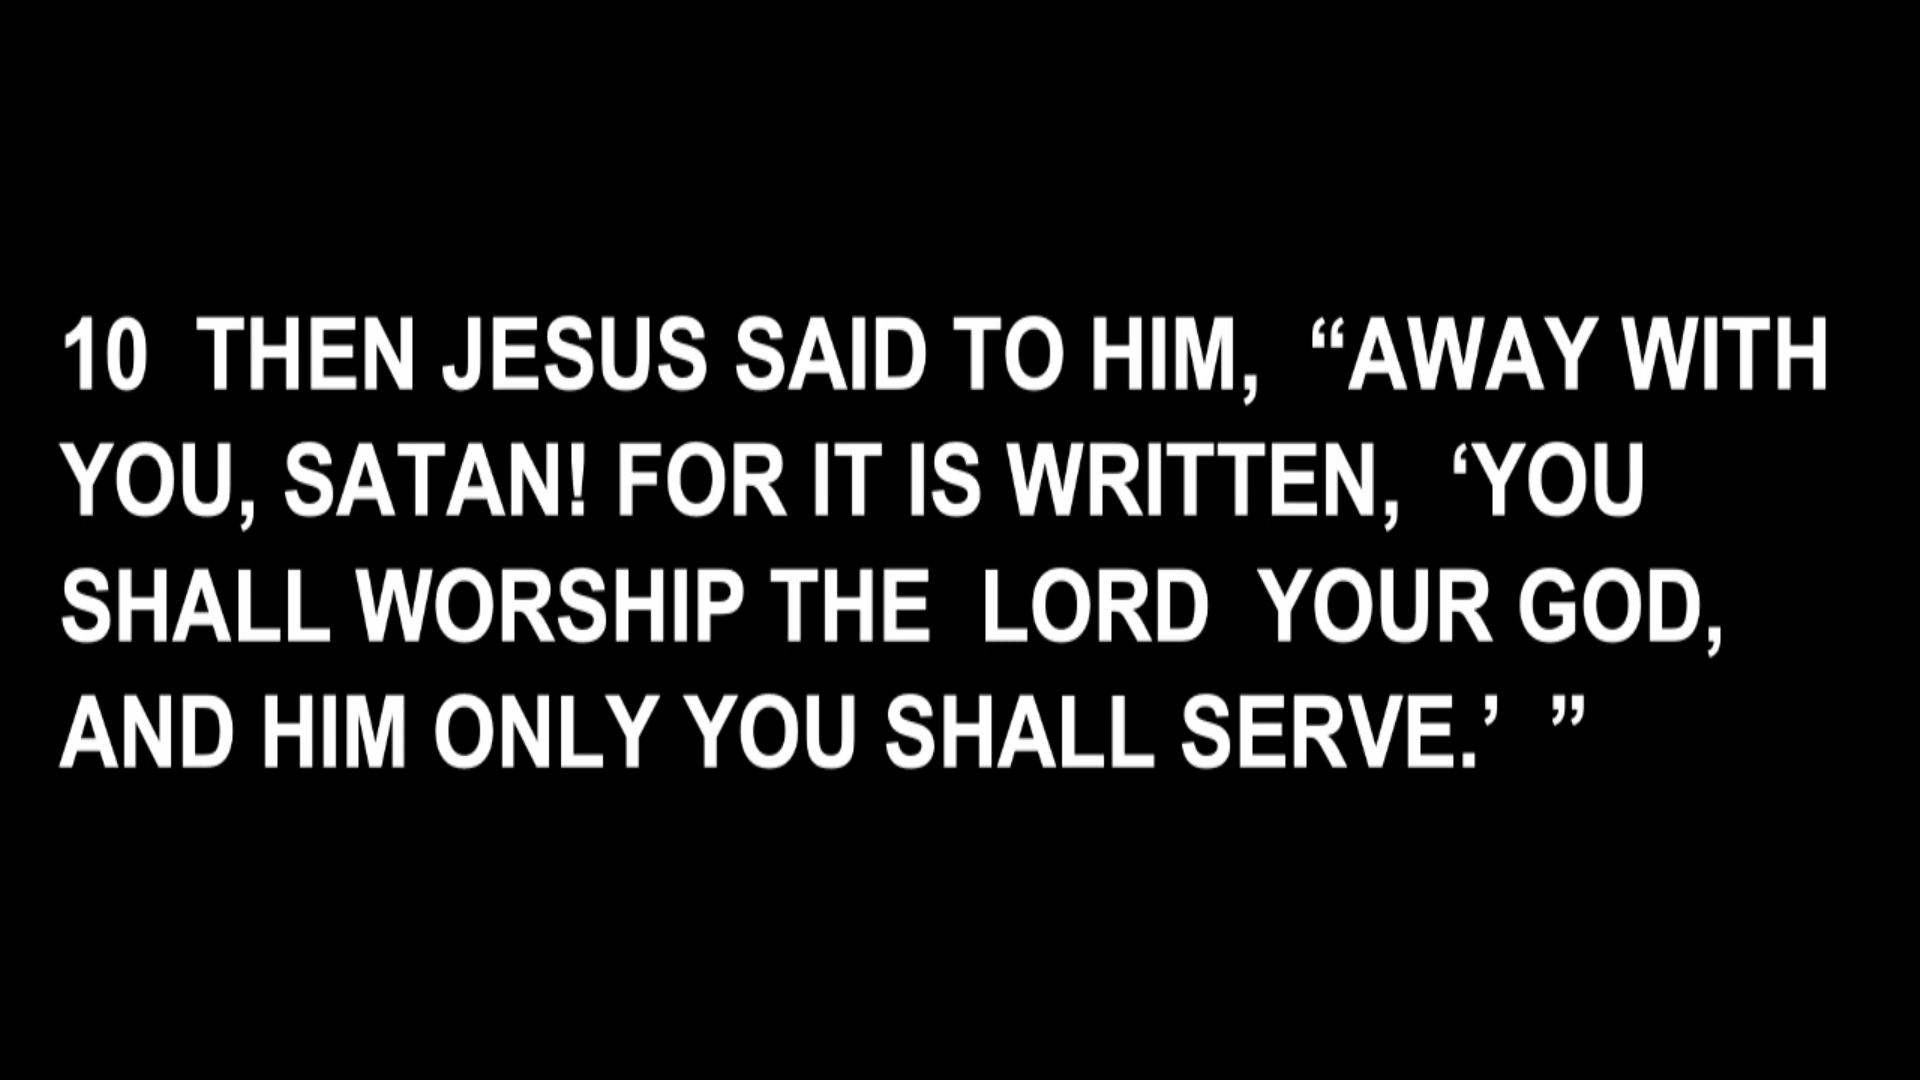 10  THEN JESUS SAID TO HIM,  “AWAY WITH
YOU, SATAN! FOR IT IS WRITTEN,  ‘YOU
SHALL WORSHIP THE  LORD  YOUR GOD,
AND HIM ONLY YOU SHALL SERVE.’  ”